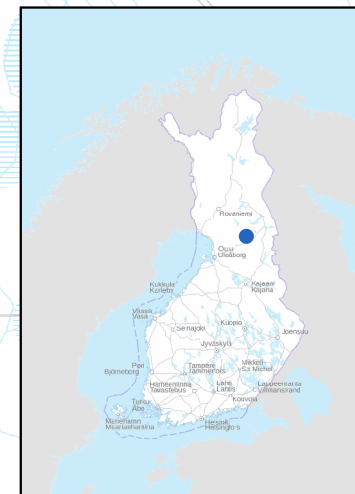 Rovaniemi
Oulu
Uleåborg
Kokkola
Karleby
Kajaani
Kajana
Vaasa
Vasa
Seinäjoki
Kuopio
Joensuu
Jyväskylä
Pori
Björneborg
Tampere
Tammerfors
Mikkeli
S:t Michel
Hämeenlinna
Tavastehus
Lahti
Lahtis
Lappeenranta
Villmanstrand
Kouvola
Turku
Åbo
Mariehamn
Maarianhamina
Helsinki
Helsingfors